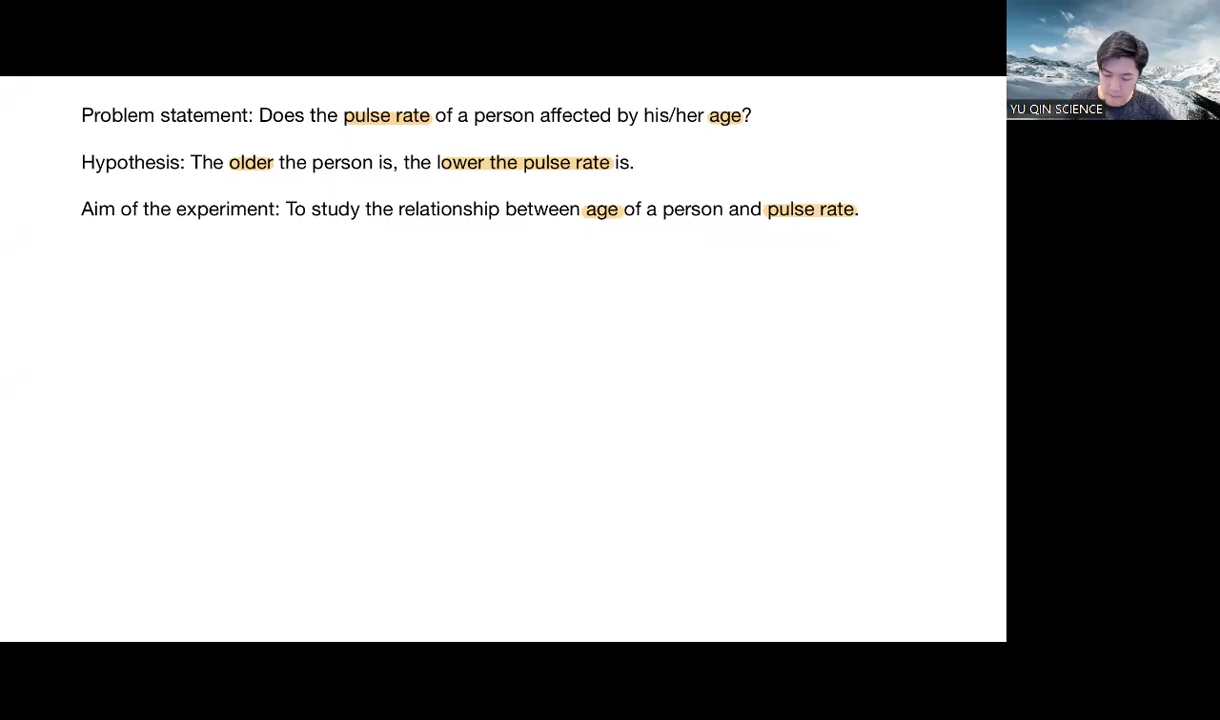 Problem statement: Does the pulse rate of a person affected by his/her age?
YU QIN SCIENCE
Hypothesis: The older the person is, the lower the pulse rate is.
Aim of the experiment: To study the relationship between age of a person and pulse rate.